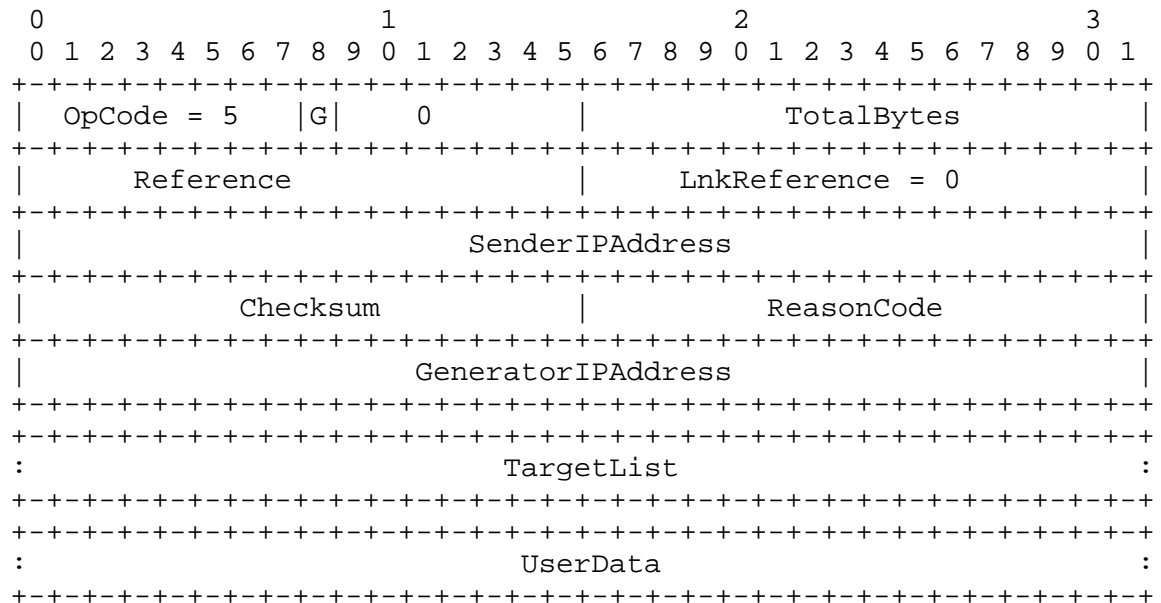 0                   1                   2                   3
 0 1 2 3 4 5 6 7 8 9 0 1 2 3 4 5 6 7 8 9 0 1 2 3 4 5 6 7 8 9 0 1
+-+-+-+-+-+-+-+-+-+-+-+-+-+-+-+-+-+-+-+-+-+-+-+-+-+-+-+-+-+-+-+-+
|  OpCode = 5   |G|    0        |           TotalBytes          |
+-+-+-+-+-+-+-+-+-+-+-+-+-+-+-+-+-+-+-+-+-+-+-+-+-+-+-+-+-+-+-+-+
|      Reference                |     LnkReference = 0          |
+-+-+-+-+-+-+-+-+-+-+-+-+-+-+-+-+-+-+-+-+-+-+-+-+-+-+-+-+-+-+-+-+
|                         SenderIPAddress                       |
+-+-+-+-+-+-+-+-+-+-+-+-+-+-+-+-+-+-+-+-+-+-+-+-+-+-+-+-+-+-+-+-+
|            Checksum           |          ReasonCode           |
+-+-+-+-+-+-+-+-+-+-+-+-+-+-+-+-+-+-+-+-+-+-+-+-+-+-+-+-+-+-+-+-+
|                      GeneratorIPAddress                       |
+-+-+-+-+-+-+-+-+-+-+-+-+-+-+-+-+-+-+-+-+-+-+-+-+-+-+-+-+-+-+-+-+
+-+-+-+-+-+-+-+-+-+-+-+-+-+-+-+-+-+-+-+-+-+-+-+-+-+-+-+-+-+-+-+-+
:                           TargetList                          :
+-+-+-+-+-+-+-+-+-+-+-+-+-+-+-+-+-+-+-+-+-+-+-+-+-+-+-+-+-+-+-+-+
+-+-+-+-+-+-+-+-+-+-+-+-+-+-+-+-+-+-+-+-+-+-+-+-+-+-+-+-+-+-+-+-+
:                            UserData                           :
+-+-+-+-+-+-+-+-+-+-+-+-+-+-+-+-+-+-+-+-+-+-+-+-+-+-+-+-+-+-+-+-+